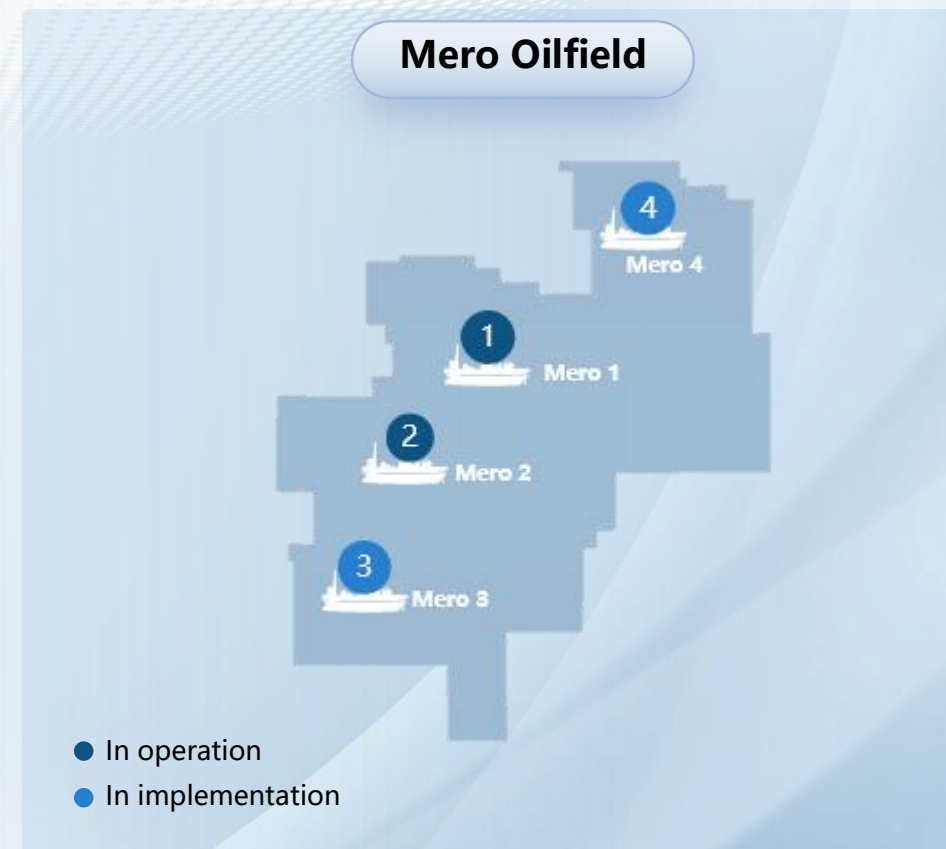 Mero Oilfield
4
Mero 4
1
Mero 1
2
Mero 2
3
Mero 3
In operation
In implementation